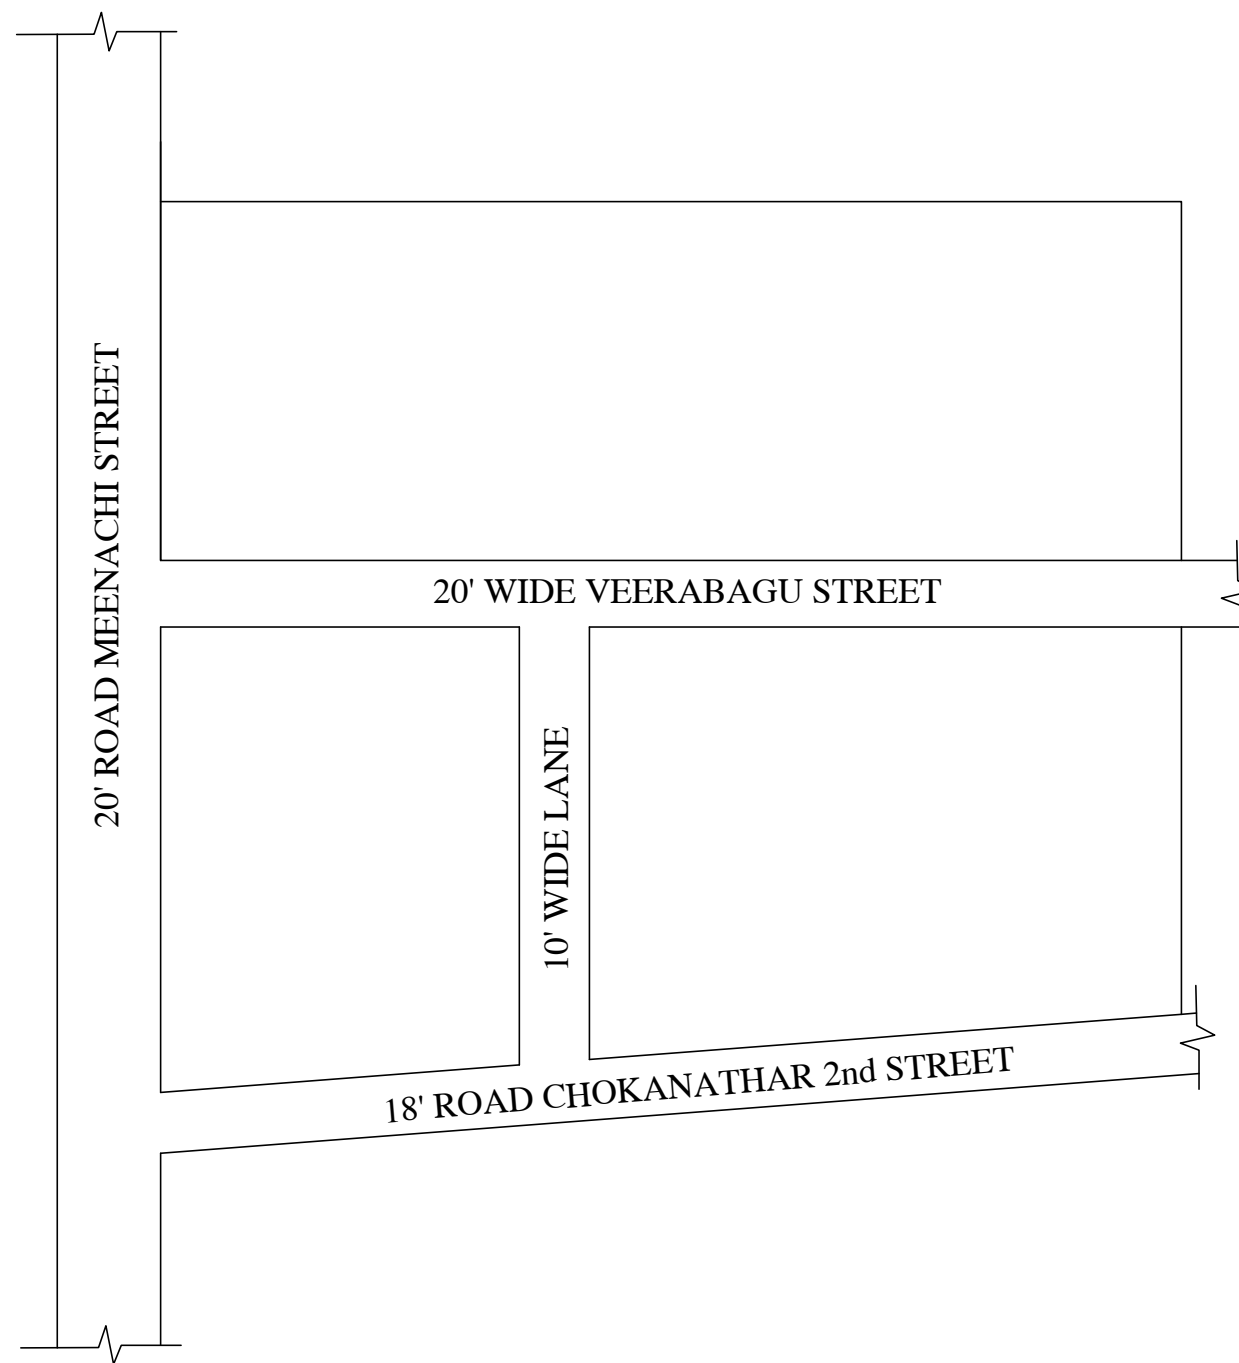 20' ROAD MEENACHI STREET
20' WIDE VEERABAGU STREET
10' WIDE LANE
18' ROAD CHOKANATHAR 2nd STREET